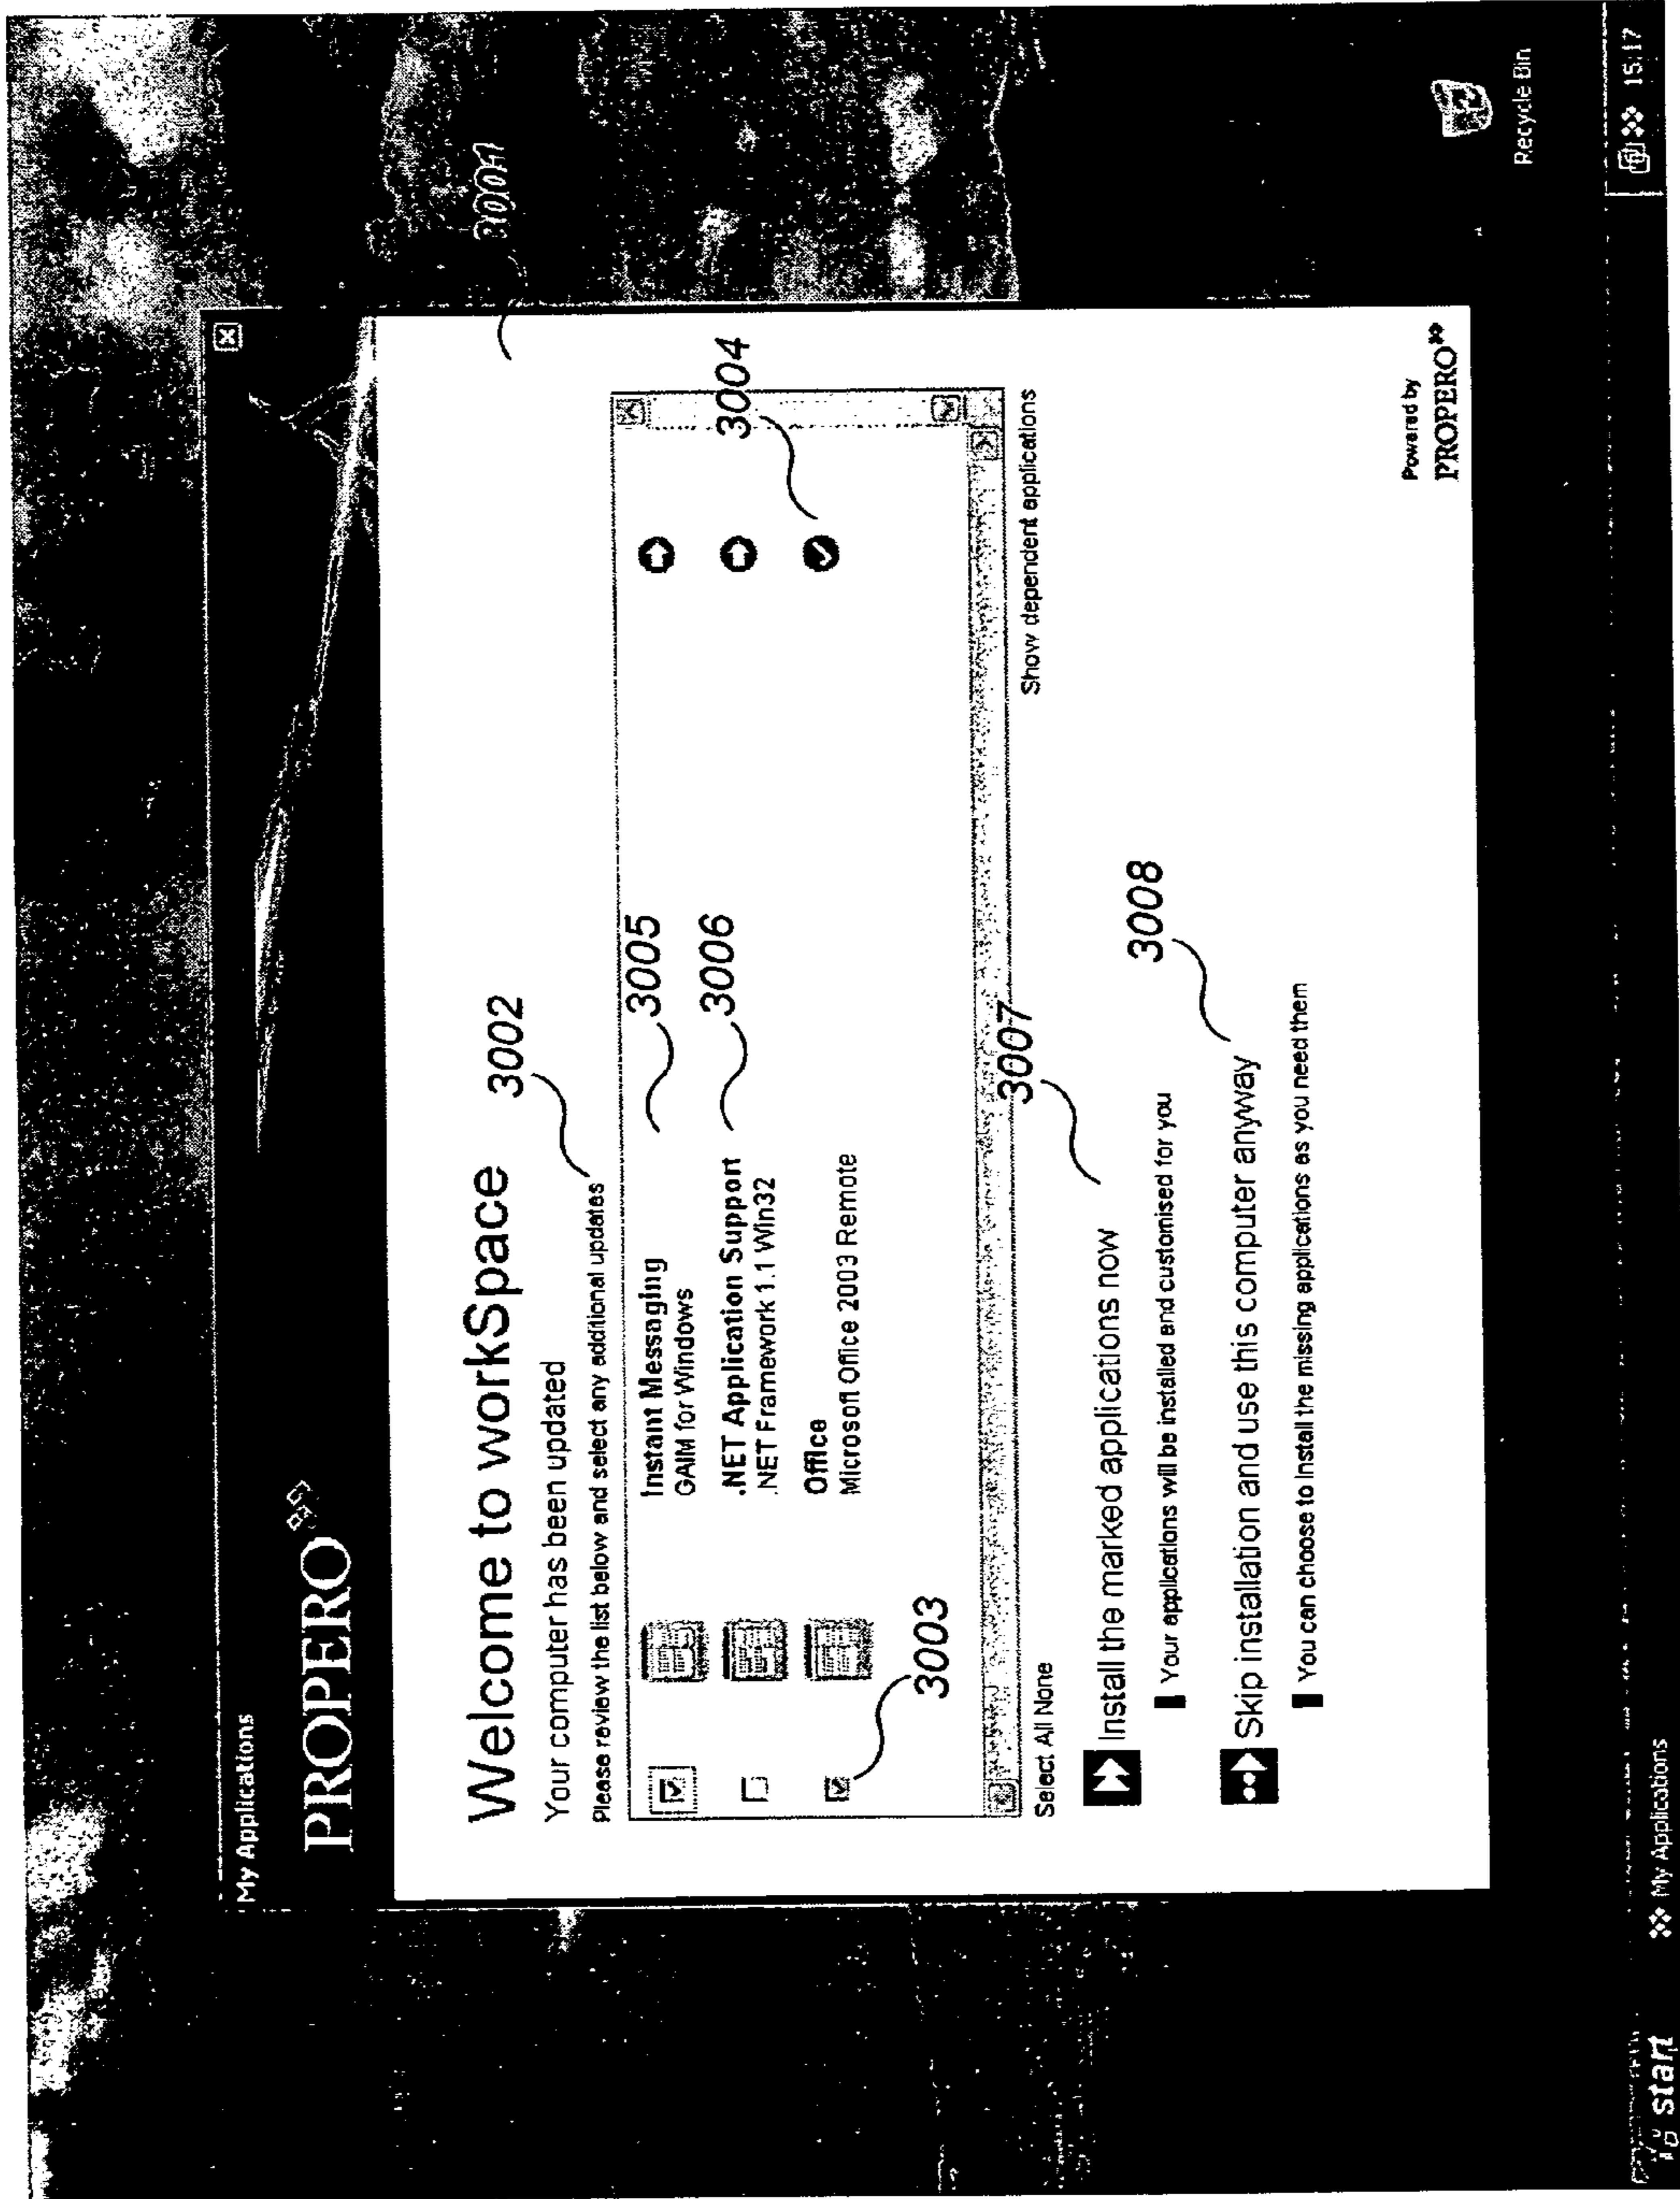 My Applications
PROPERO
Welcome to workSpace
3002
3001
Your computer has been updated
Please review the list below and select any additional updates
Instant Messaging
3005
GAIM for Windows
.NET Application Support
3006
3004
.NET Framework 1.1 Win32
Office
Microsoft Office 2003 Remote
3003
Select All None
Show dependent applications
3007
Install the marked applications now
Your applications will be installed and customised for you
3008
Skip installation and use this computer anyway
You can choose to install the missing applications as you need them
Powered by
PROPERO
Recycle Bin
start
My Applications
15:17